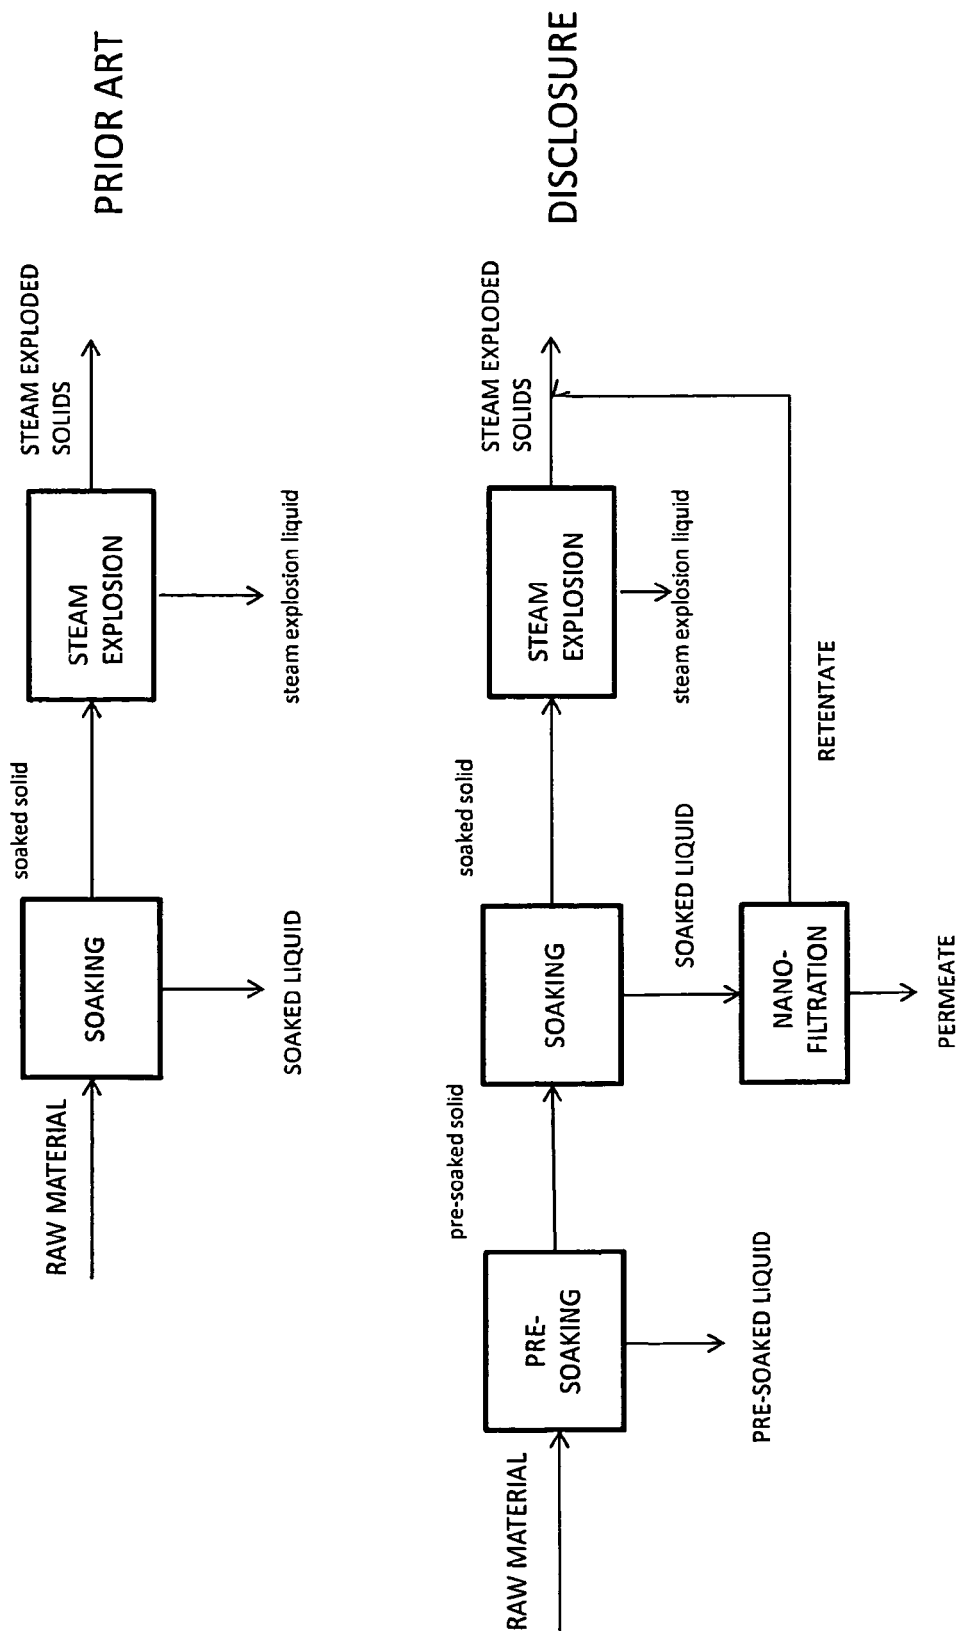 PRIOR ART
RAW MATERIAL
SOAKING
SOAKED LIQUID
soaked solid
STEAM
EXPLOSION
steam explosion liquid
STEAM EXPLODED
SOLIDS
DISCLOSURE
RAW MATERIAL
PRE-
SOAKING
PRE-SOAKED LIQUID
pre-soaked solid
SOAKING
SOAKED LIQUID
NANO-
FILTRATION
PERMEATE
RETENTATE
soaked solid
STEAM
EXPLOSION
steam explosion liquid
STEAM EXPLODED
SOLIDS